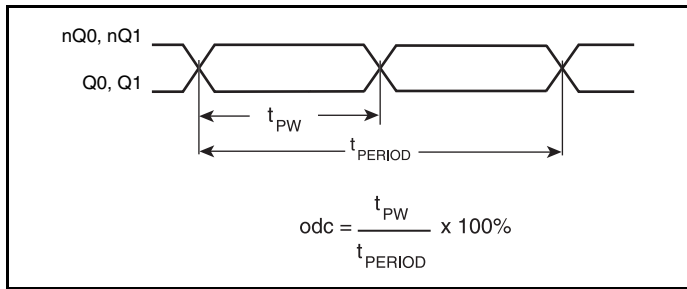 nQ0, nQ1
Q0, Q1
tPW
tPERIOD
odc = tPW / tPERIOD x 100%